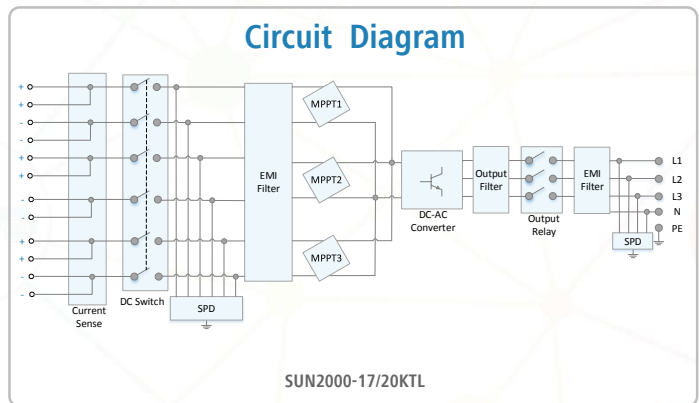 Circuit Diagram
+
+
-
-
+
+
-
-
+
+
-
-
Current
Sense
DC Switch
SPD
EMI
Filter
MPPT1
MPPT2
MPPT3
DC-AC
Converter
Output
Filter
Output
Relay
EMI
Filter
SPD
L1
L2
L3
N
PE
SUN2000-17/20KTL